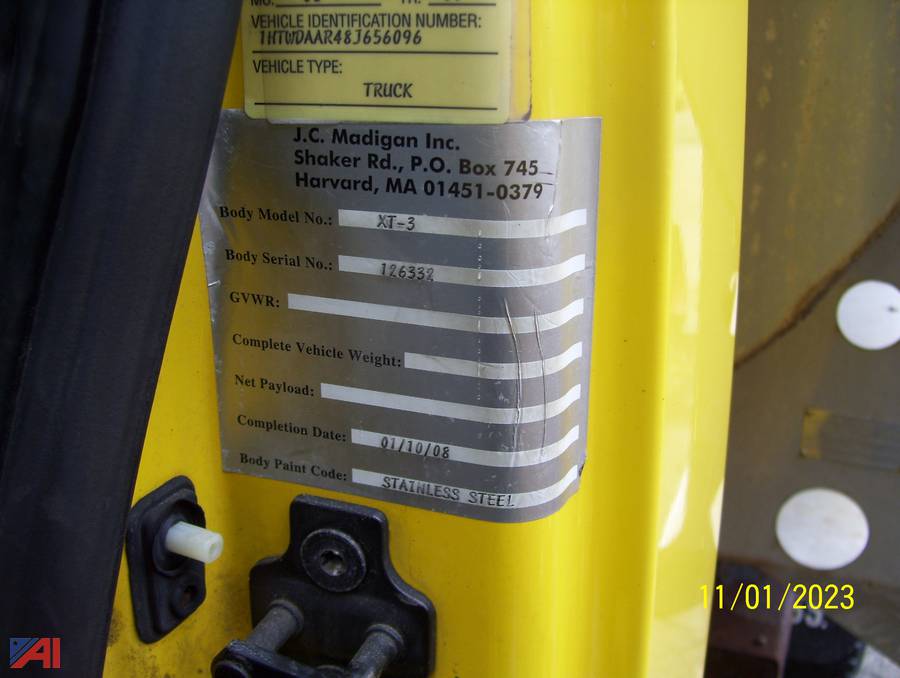 VEHICLE IDENTIFICATION NUMBER:
1HTWDAAR48J656096
VEHICLE TYPE:
TRUCK
J.C. Madigan Inc.
Shaker Rd., P.O. Box 745
Harvard, MA 01451-0379
Body Model No.: XT-3
Body Serial No.: 126332
GVWR:
Complete Vehicle Weight:
Net Payload:
Completion Date: 01/10/08
Body Paint Code: STAINLESS STEEL
11/01/2023
AI